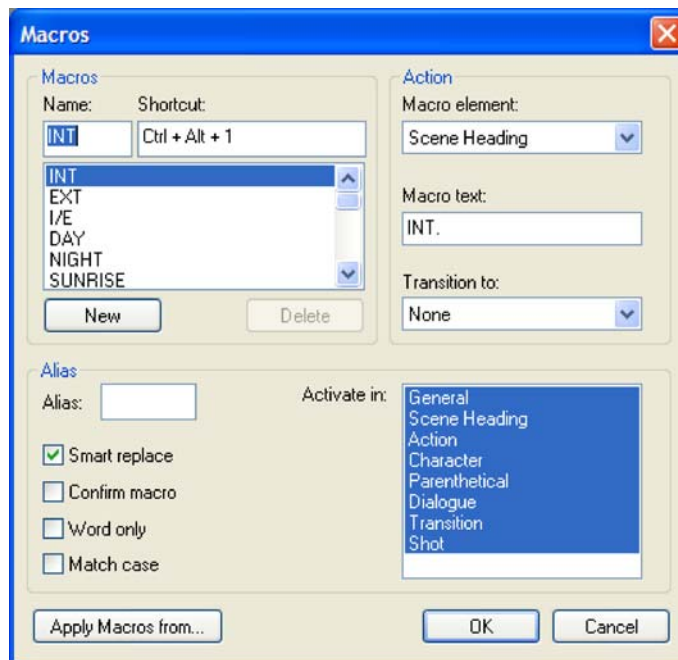 Macros
Macros
Name: Shortcut:
INT Ctrl + Alt + 1
INT
EXT
I/E
DAY
NIGHT
SUNRISE
New Delete
Action
Macro element:
Scene Heading
Macro text:
INT.
Transition to:
None
Alias
Alias:
Smart replace
Confirm macro
Word only
Match case
Activate in:
General
Scene Heading
Action
Character
Parenthetical
Dialogue
Transition
Shot
Apply Macros from... OK Cancel